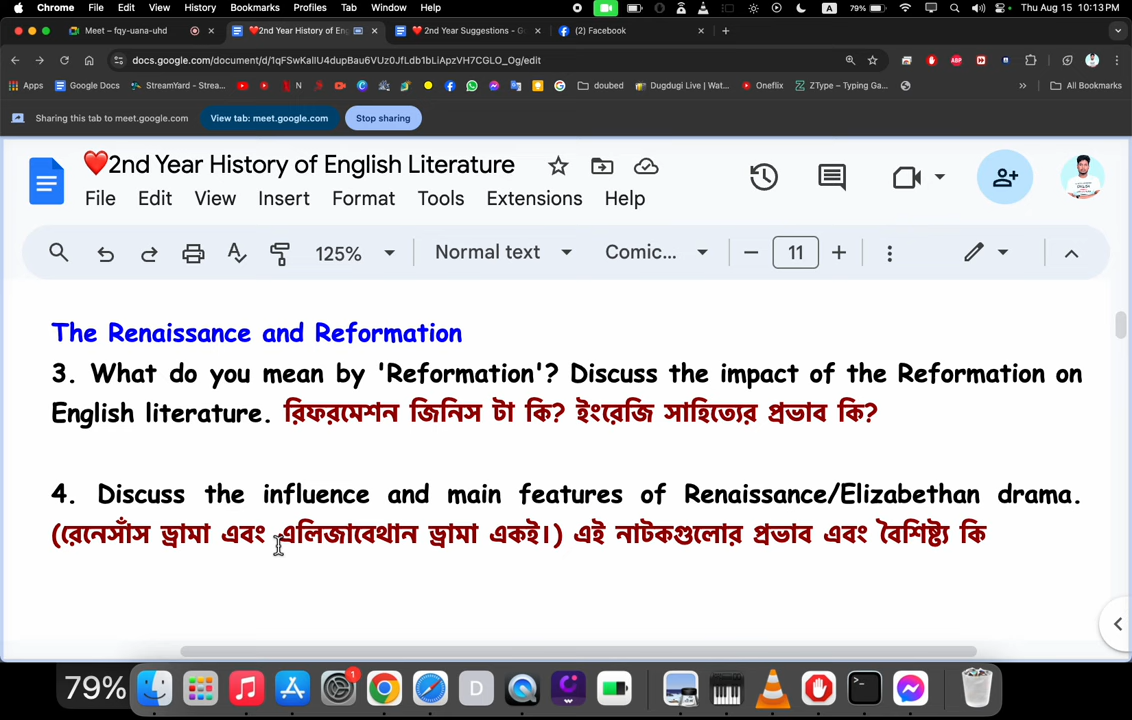 Chrome File Edit View History Bookmarks Profiles Tab Window Help 79% Thu Aug 15 10:13 PM
Meet – fqy-uana-uhd ❤️2nd Year History of Eng ❤️ 2nd Year Suggestions - Go (2) Facebook
docs.google.com/document/d/1qFSwKalIU4dupBau6VUz0JfLdb1bLiApzVH7CGLO_Og/edit
Apps Google Docs StreamYard - Strea... doubed Dugdugi Live | Wat... Oneflix ZType – Typing Ga... » All Bookmarks
Sharing this tab to meet.google.com View tab: meet.google.com Stop sharing
❤️2nd Year History of English Literature
File Edit View Insert Format Tools Extensions Help
125% Normal text Comic... − 11 +
The Renaissance and Reformation
3. What do you mean by 'Reformation'? Discuss the impact of the Reformation on
English literature. রিফরমেশন জিনিস টা কি? ইংরেজি সাহিত্যের প্রভাব কি?
4. Discuss the influence and main features of Renaissance/Elizabethan drama.
(রেনেসাঁস ড্রামা এবং এলিজাবেথান ড্রামা একই।) এই নাটকগুলোর প্রভাব এবং বৈশিষ্ট্য কি
79%